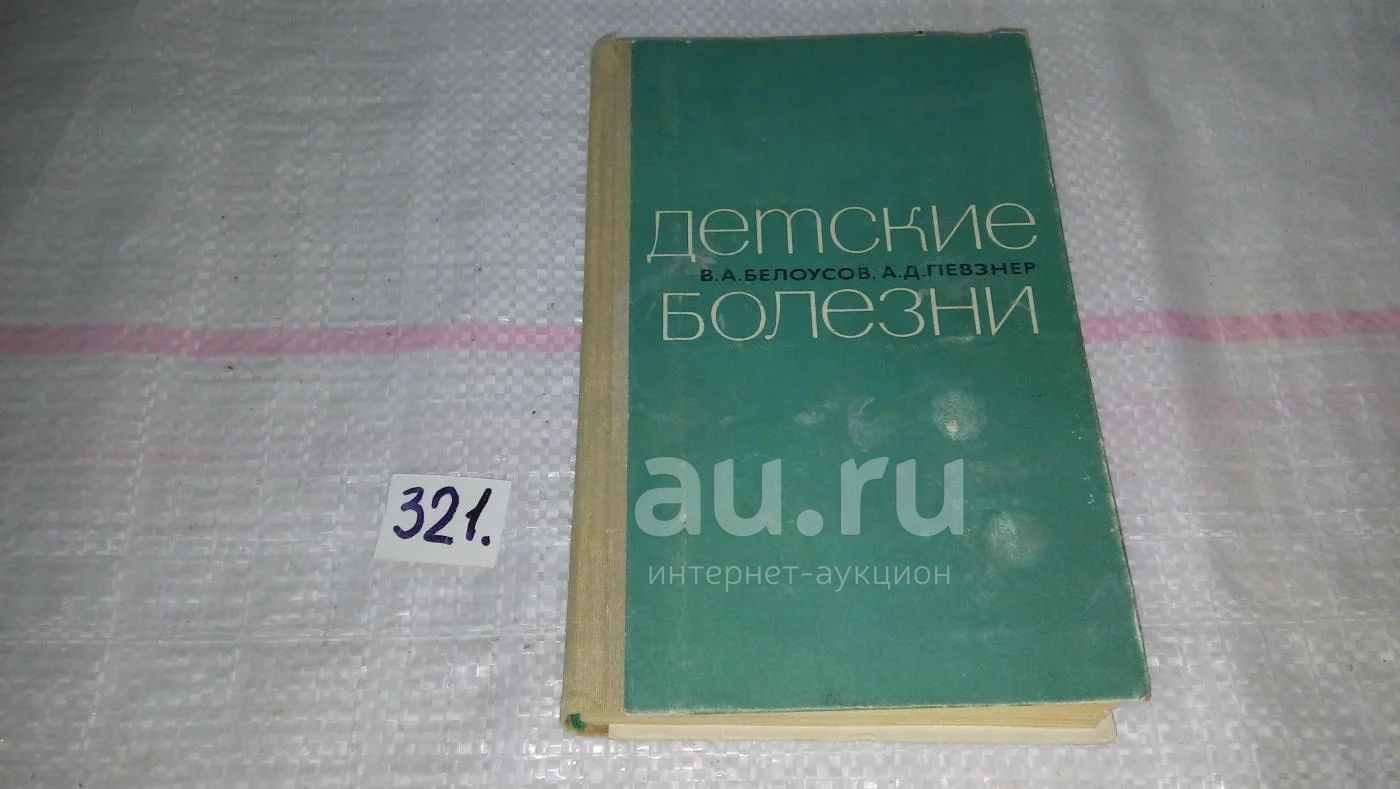 детские
В.А.БЕЛОУСОВ, А.Д.ПЕВЗНЕР
БОЛЕЗНИ
321.
au.ru
интернет-аукцион